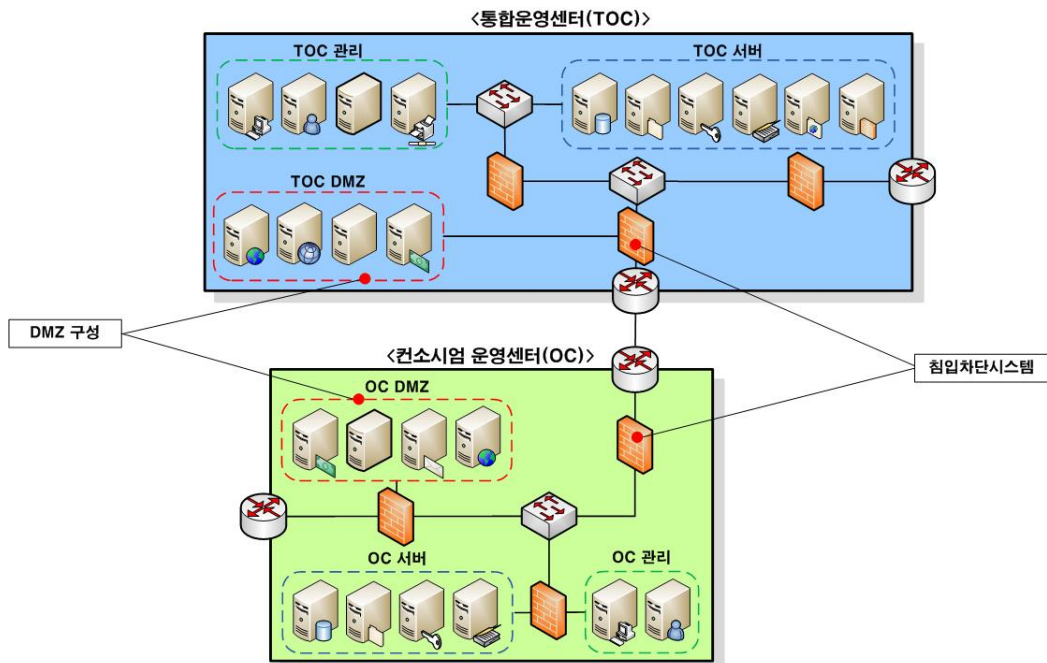 <통합운영센터(TOC)>
TOC 관리
TOC 서버
TOC DMZ
DMZ 구성
<컨소시엄 운영센터(OC)>
침입차단시스템
OC DMZ
OC 서버
OC 관리